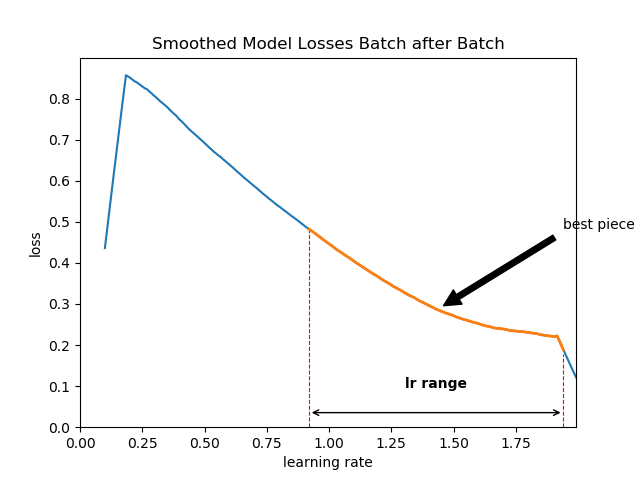 Smoothed Model Losses Batch after Batch
0.8
0.7
0.6
0.5
0.4
0.3
0.2
0.1
0.0
loss
best piece
lr range
0.00 0.25 0.50 0.75 1.00 1.25 1.50 1.75
learning rate